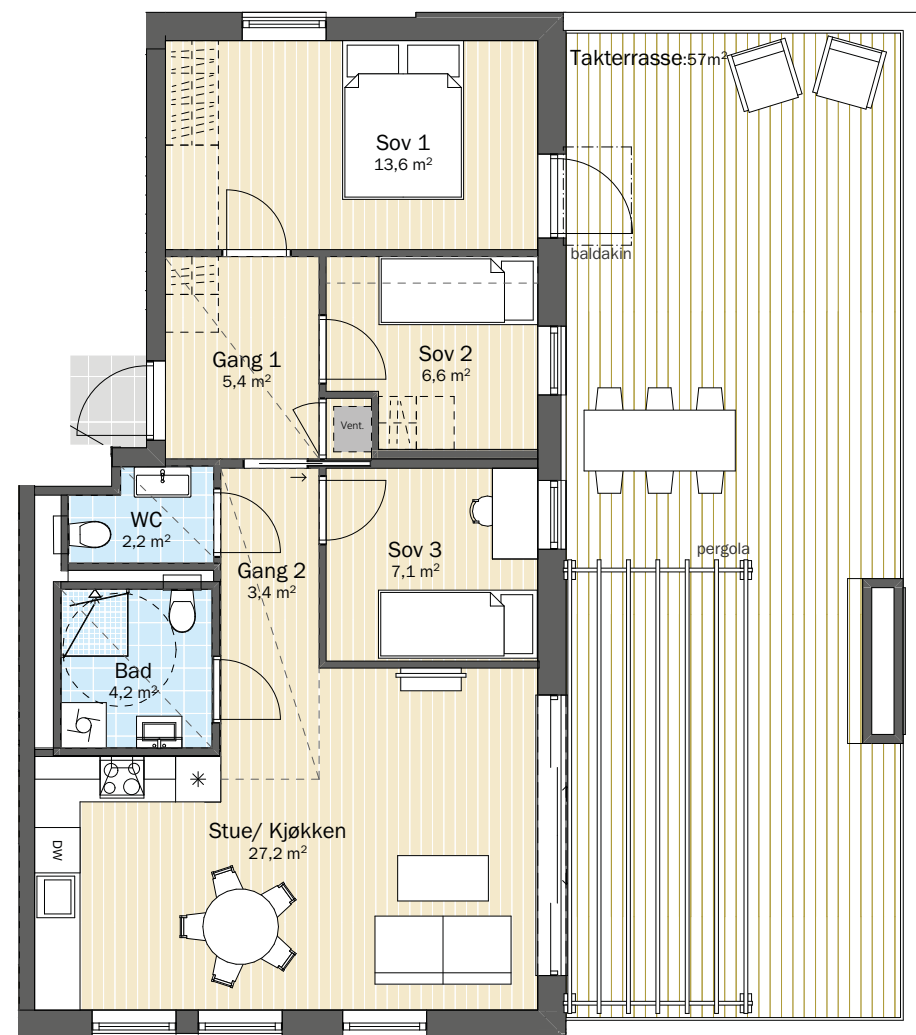 Takterrasse:57m²
Sov 1
13,6 m²
baldakin
Gang 1
5,4 m²
Sov 2
6,6 m²
Vent.
WC
2,2 m²
Gang 2
3,4 m²
Sov 3
7,1 m²
pergola
Bad
4,2 m²
Stue/ Kjøkken
27,2 m²
DW